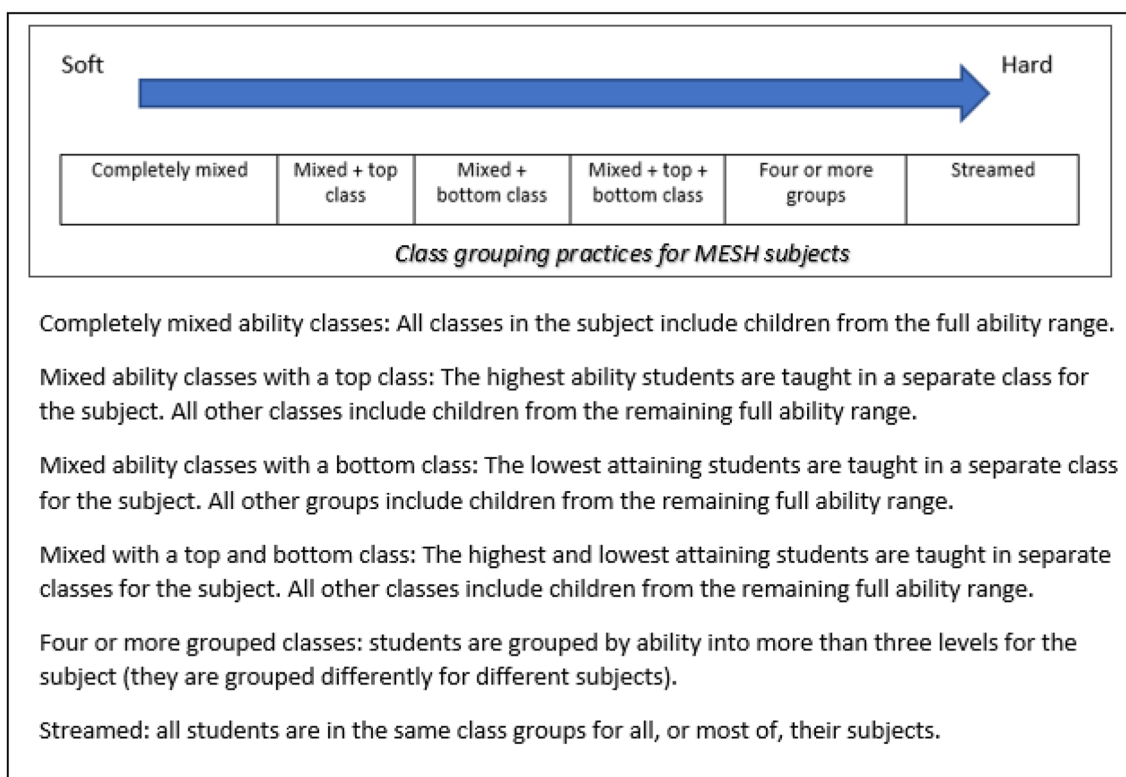 Soft
Hard
Completely mixed
Mixed + top
class
Mixed +
bottom class
Mixed + top +
bottom class
Four or more
groups
Streamed
Class grouping practices for MESH subjects
Completely mixed ability classes: All classes in the subject include children from the full ability range.
Mixed ability classes with a top class: The highest ability students are taught in a separate class for
the subject. All other classes include children from the remaining full ability range.
Mixed ability classes with a bottom class: The lowest attaining students are taught in a separate class
for the subject. All other groups include children from the remaining full ability range.
Mixed with a top and bottom class: The highest and lowest attaining students are taught in separate
classes for the subject. All other classes include children from the remaining full ability range.
Four or more grouped classes: students are grouped by ability into more than three levels for the
subject (they are grouped differently for different subjects).
Streamed: all students are in the same class groups for all, or most of, their subjects.